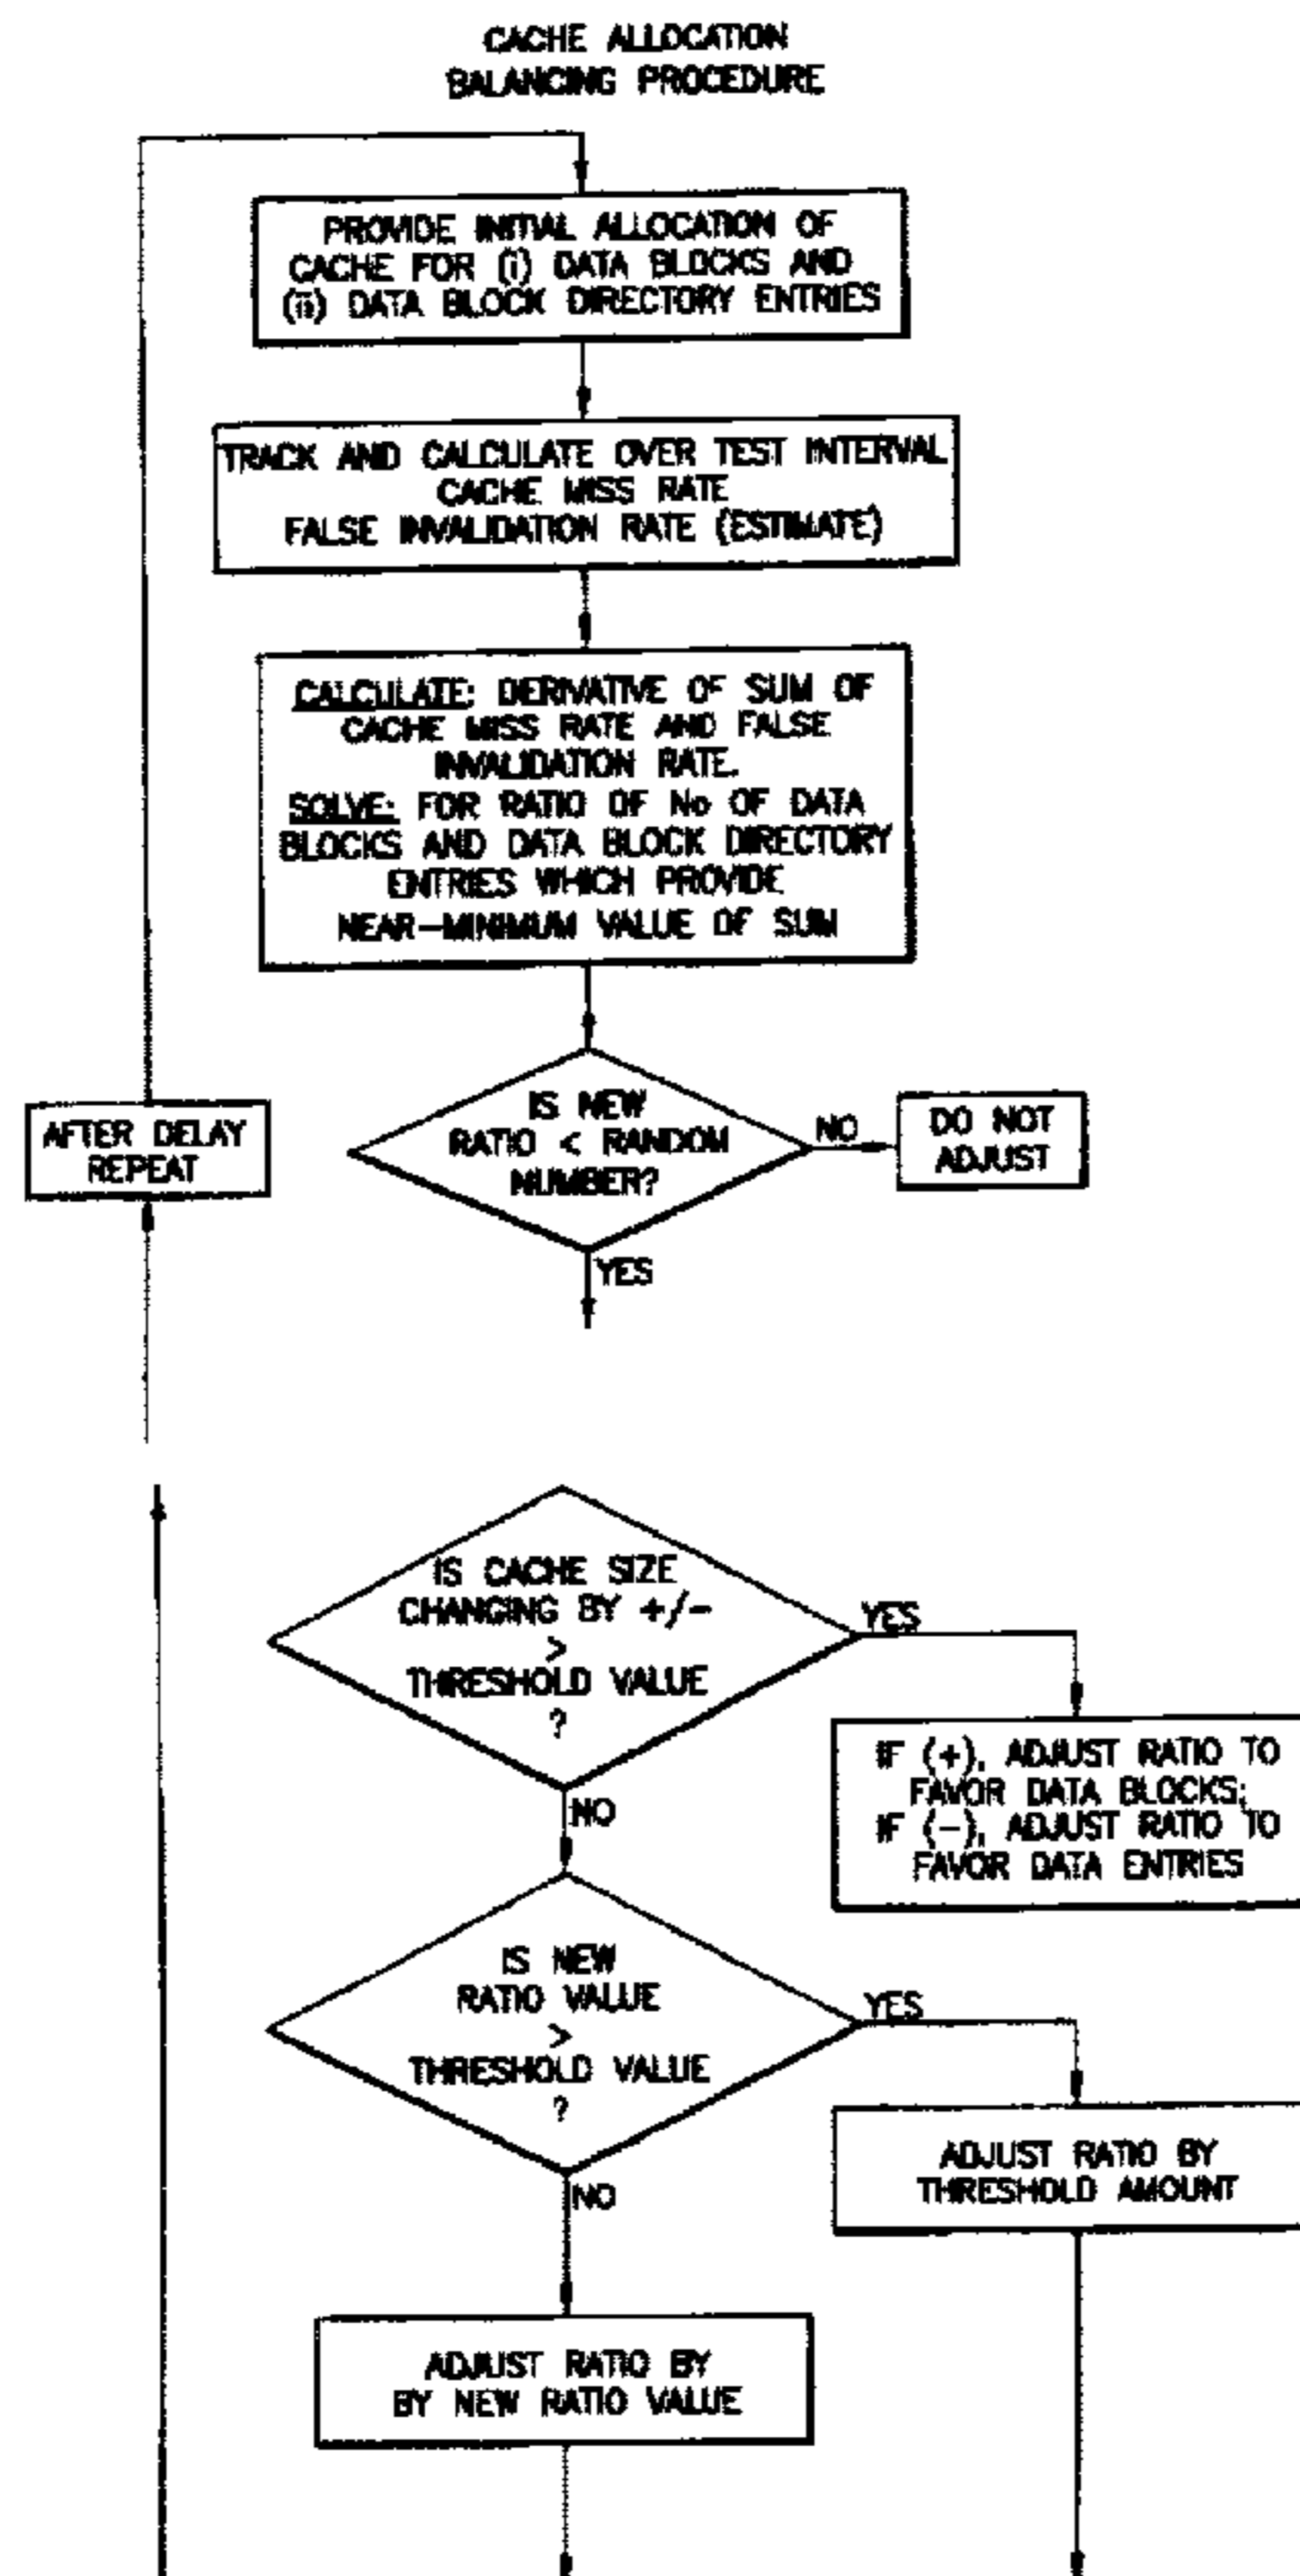 CACHE ALLOCATION
BALANCING PROCEDURE
PROVIDE INITIAL ALLOCATION OF
CACHE FOR (i) DATA BLOCKS AND
(ii) DATA BLOCK DIRECTORY ENTRIES
TRACK AND CALCULATE OVER TEST INTERVAL
CACHE MISS RATE
FALSE INVALIDATION RATE (ESTIMATE)
CALCULATE: DERIVATIVE OF SUM OF
CACHE MISS RATE AND FALSE
INVALIDATION RATE.
SOLVE: FOR RATIO OF No OF DATA
BLOCKS AND DATA BLOCK DIRECTORY
ENTRIES WHICH PROVIDE
NEAR-MINIMUM VALUE OF SUM
AFTER DELAY
REPEAT
IS NEW
RATIO < RANDOM
NUMBER?
NO
DO NOT
ADJUST
YES
IS CACHE SIZE
CHANGING BY +/-
>
THRESHOLD VALUE
?
YES
IF (+), ADJUST RATIO TO
FAVOR DATA BLOCKS;
IF (-), ADJUST RATIO TO
FAVOR DATA ENTRIES
NO
IS NEW
RATIO VALUE
>
THRESHOLD VALUE
?
YES
ADJUST RATIO BY
THRESHOLD AMOUNT
NO
ADJUST RATIO BY
BY NEW RATIO VALUE